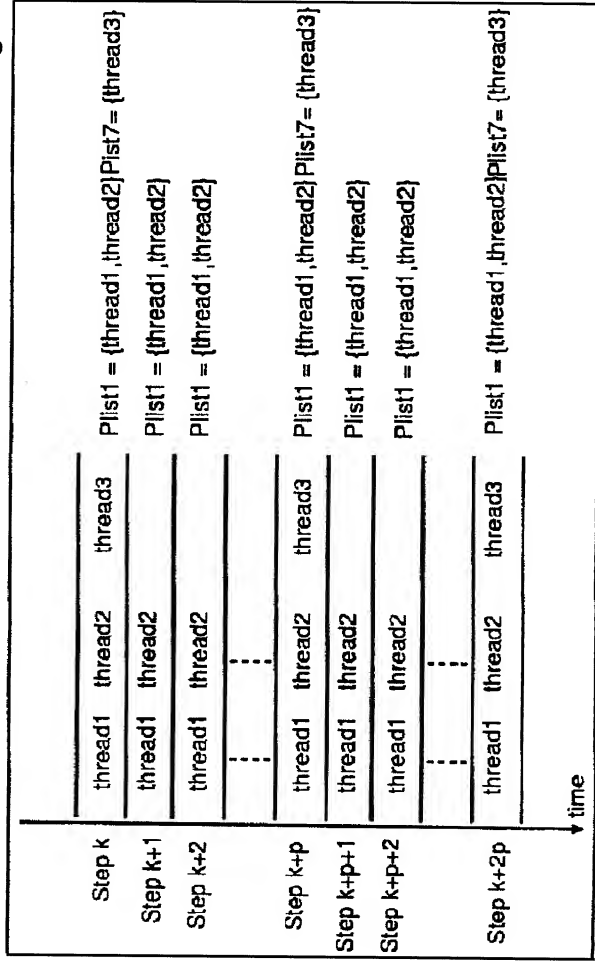 Step k thread1 thread2 thread3 Plist1 = {thread1,thread2}Pist7= {thread3}
Step k+1 thread1 thread2 Plist1 = {thread1,thread2}
Step k+2 thread1 thread2 Plist1 = {thread1,thread2}
Step k+p thread1 thread2 thread3 Plist1 = {thread1,thread2}Plist7= {thread3}
Step k+p+1 thread1 thread2 Plist1 = {thread1,thread2}
Step k+p+2 thread1 thread2 Plist1 = {thread1,thread2}
Step k+2p thread1 thread2 thread3 Plist1 = {thread1,thread2}Plist7= {thread3}
time